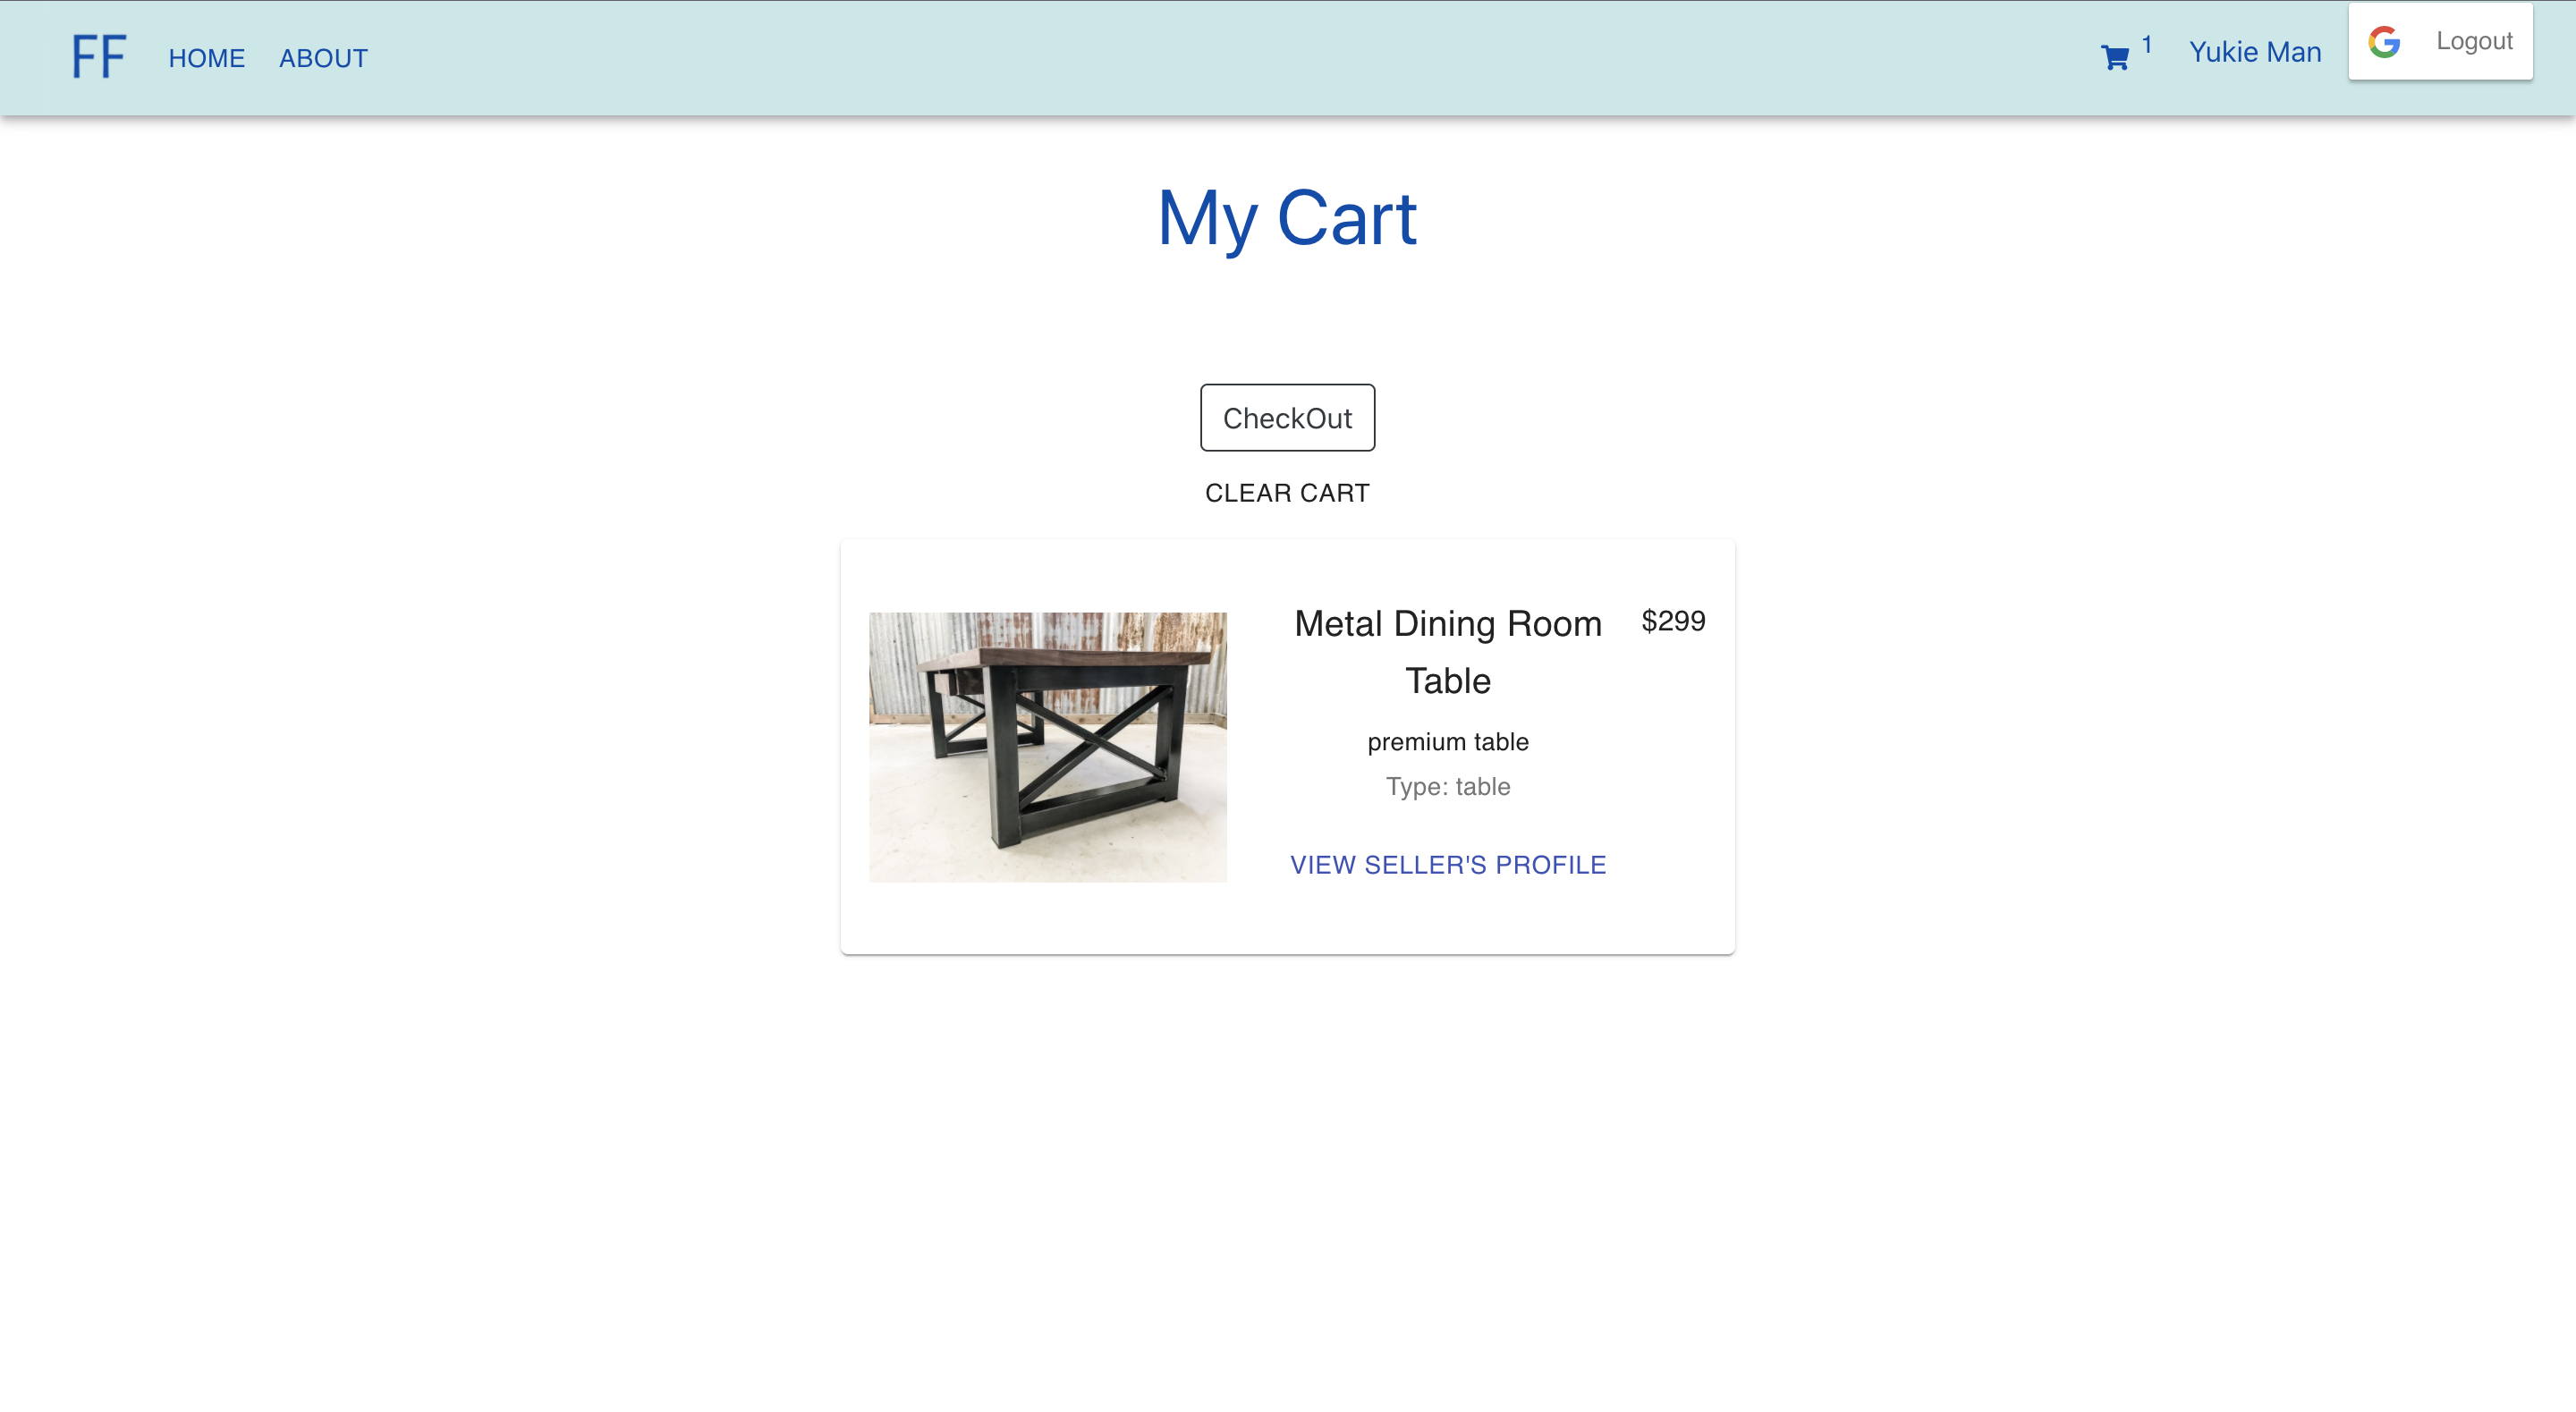 FF HOME ABOUT 1 Yukie Man Logout
My Cart
CheckOut
CLEAR CART
Metal Dining Room $299
Table
premium table
Type: table
VIEW SELLER'S PROFILE